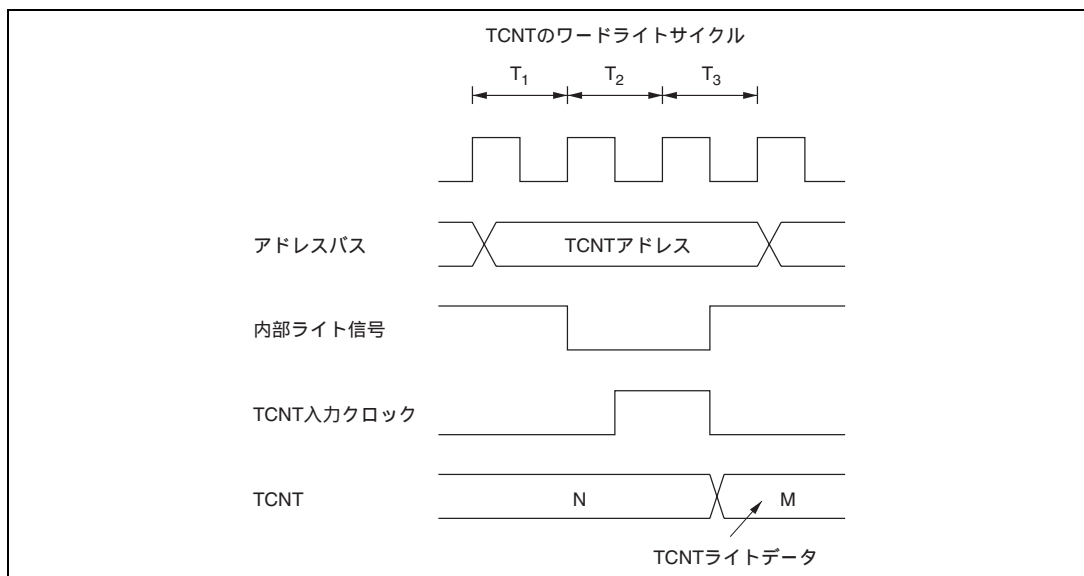 TCNTのワードライトサイクル
T1 T2 T3
アドレスバス TCNTアドレス
内部ライト信号
TCNT入力クロック
TCNT N M
TCNTライトデータ